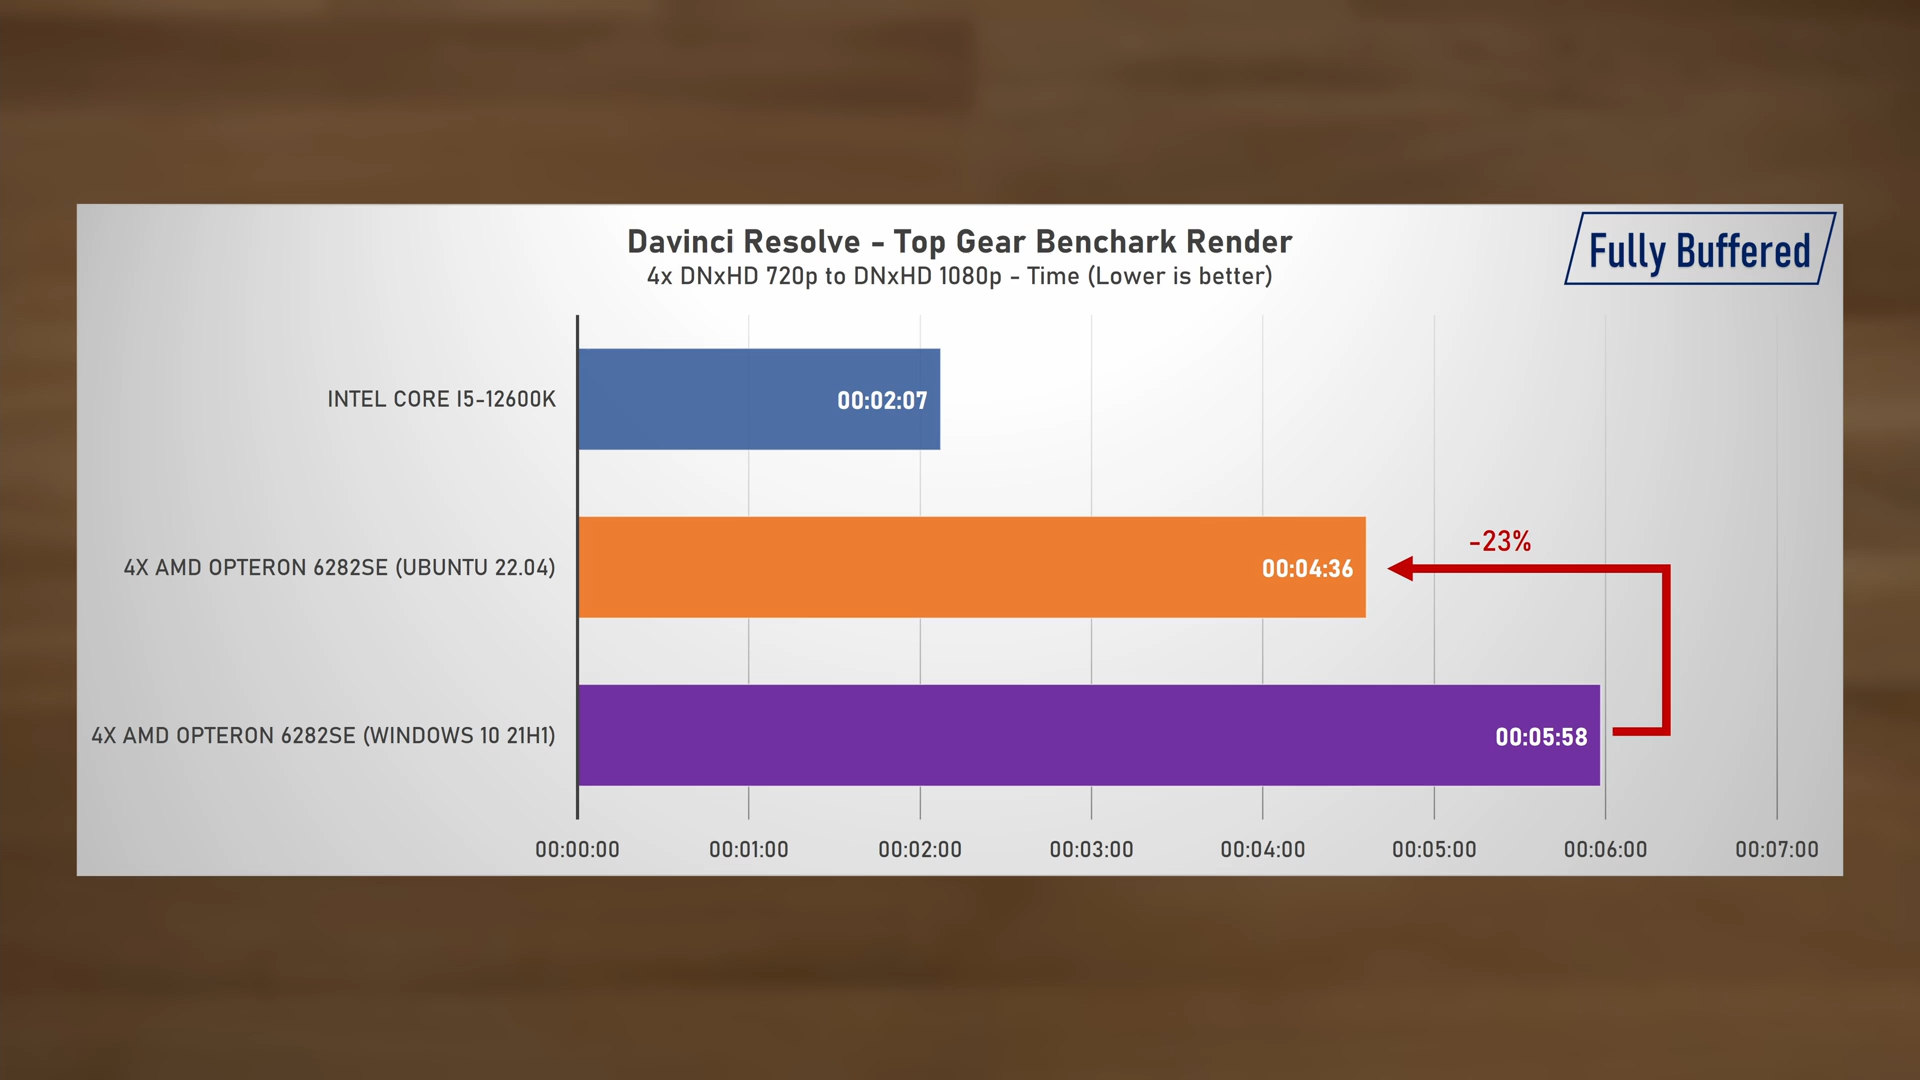 Davinci Resolve - Top Gear Benchark Render
4x DNxHD 720p to DNxHD 1080p - Time (Lower is better)
Fully Buffered
INTEL CORE I5-12600K
00:02:07
-23%
4X AMD OPTERON 6282SE (UBUNTU 22.04)
00:04:36
4X AMD OPTERON 6282SE (WINDOWS 10 21H1)
00:05:58
00:00:00 00:01:00 00:02:00 00:03:00 00:04:00 00:05:00 00:06:00 00:07:00